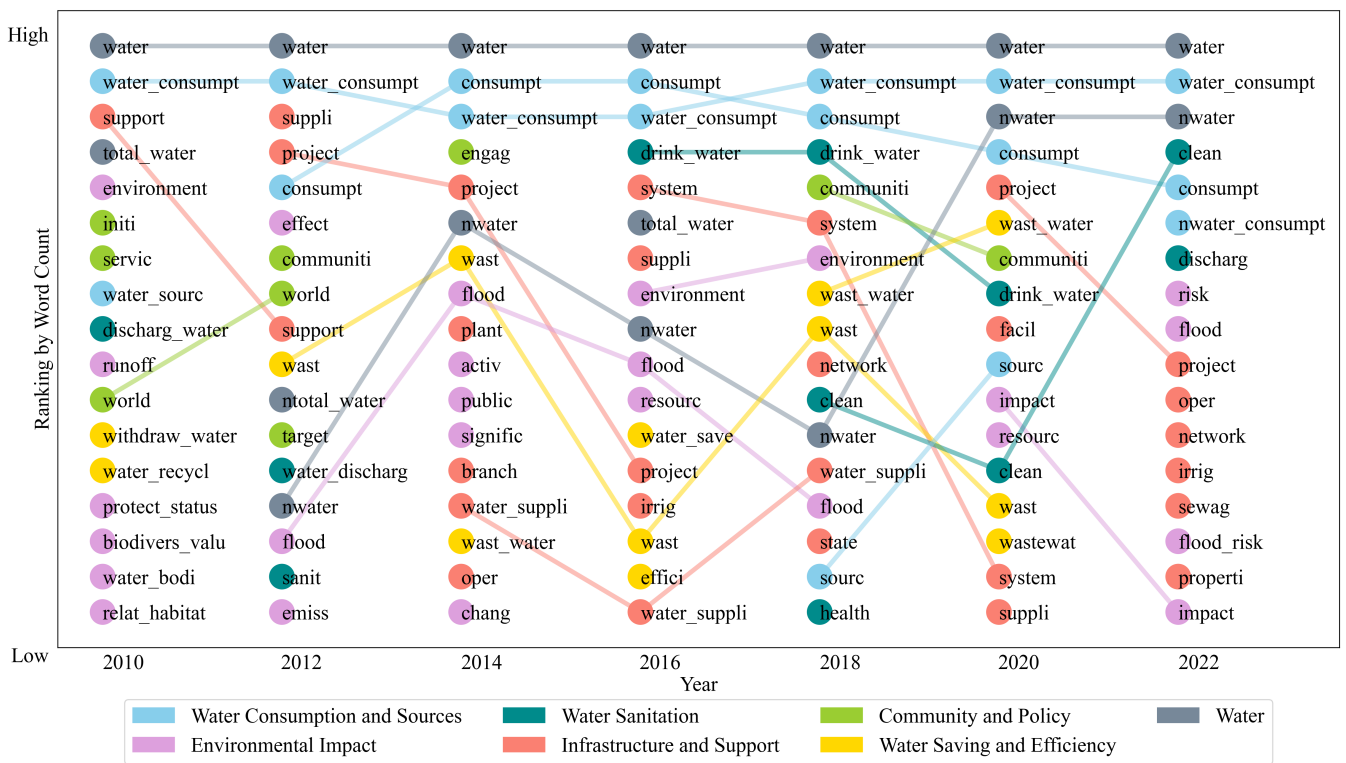 High
water water water water water water water
water_consumpt water_consumpt consumpt consumpt water_consumpt water_consumpt water_consumpt
support suppli water_consumpt water_consumpt consumpt nwater nwater
total_water project engag drink_water drink_water consumpt clean
environment consumpt project system communiti project consumpt
initi effect nwater total_water system wast_water nwater_consumpt
servic communiti wast suppli environment communiti discharg
water_sourc world flood environment wast_water drink_water risk
discharg_water support plant nwater wast facil flood
runoff wast activ flood network sourc project
world ntotal_water public resourc clean impact oper
withdraw_water target signific water_save nwater resourc network
water_recycl water_discharg branch project water_suppli clean irrig
protect_status nwater water_suppli irrig flood wast sewag
biodivers_valu flood wast_water wast state wastewat flood_risk
water_bodi sanit oper effici sourc system properti
relat_habitat emiss chang water_suppli health suppli impact
Low
Ranking by Word Count
2010 2012 2014 2016 2018 2020 2022
Year
Water Consumption and Sources Water Sanitation Community and Policy Water
Environmental Impact Infrastructure and Support Water Saving and Efficiency